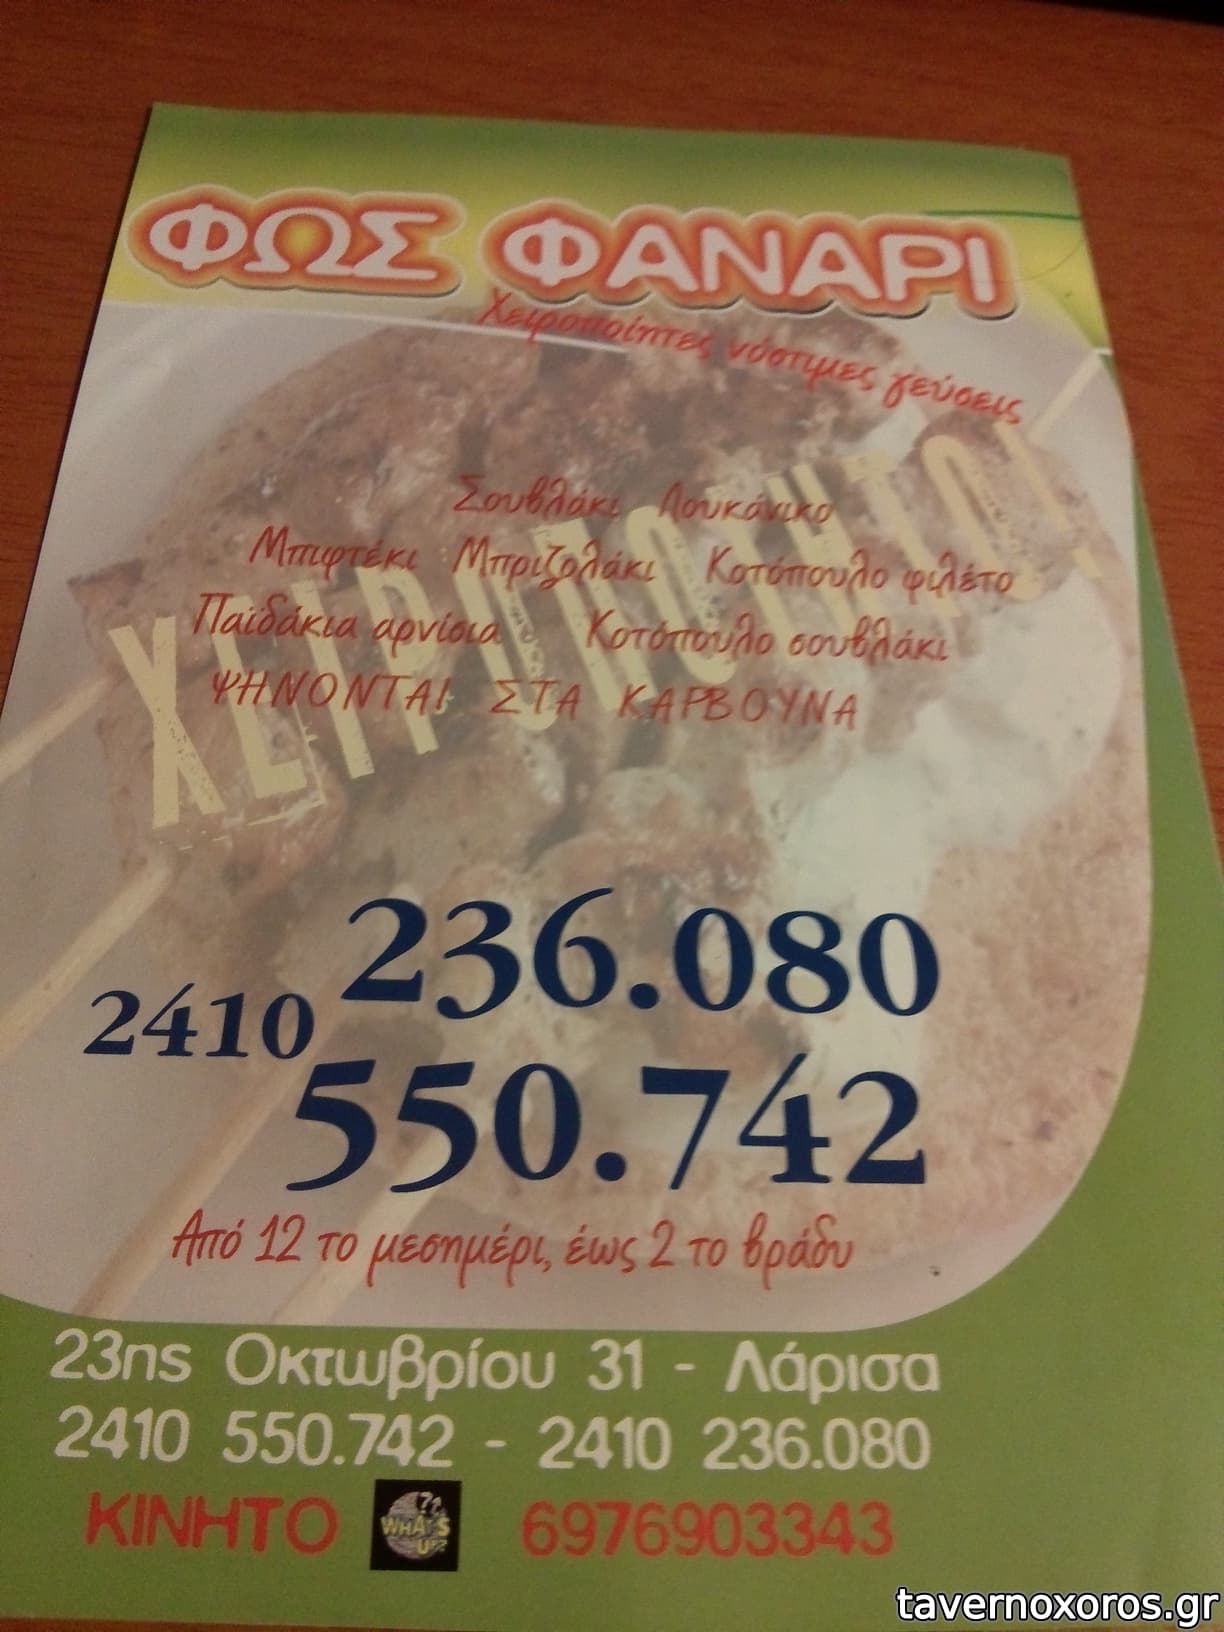 ΦΩΣ ΦΑΝΑΡΙ
Χειροποίητες νόστιμες γεύσεις
ΧΕΙΡΟΠΟΙΗΤΟ!
Σουβλάκι Λουκάνικο
Μπιφτέκι Μπριζολάκι Κοτόπουλο φιλέτο
Παϊδάκια αρνίσια Κοτόπουλο σουβλάκι
ΨΗΝΟΝΤΑΙ ΣΤΑ ΚΑΡΒΟΥΝΑ
2410 236.080
550.742
Από 12 το μεσημέρι, έως 2 το βράδυ
23ης Οκτωβρίου 31 - Λάρισα
2410 550.742 - 2410 236.080
ΚΙΝΗΤΟ WHAT'S UP? 6976903343
tavernoxoros.gr